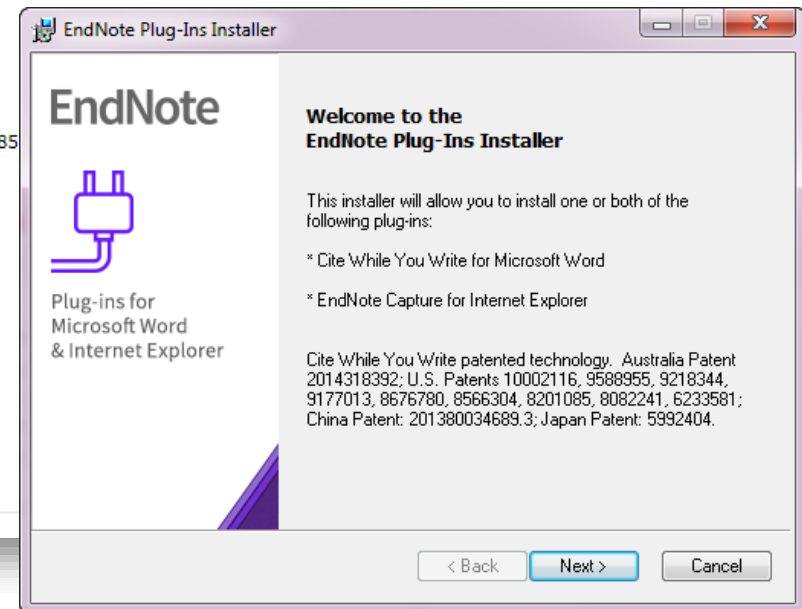 EndNote Plug-Ins Installer
85
EndNote
Plug-ins for
Microsoft Word
& Internet Explorer
Welcome to the
EndNote Plug-Ins Installer
This installer will allow you to install one or both of the
following plug-ins:
* Cite While You Write for Microsoft Word
* EndNote Capture for Internet Explorer
Cite While You Write patented technology.  Australia Patent
2014318392; U.S. Patents 10002116, 9588955, 9218344,
9177013, 8676780, 8566304, 8201085, 8082241, 6233581;
China Patent: 201380034689.3; Japan Patent: 5992404.
< Back
Next >
Cancel